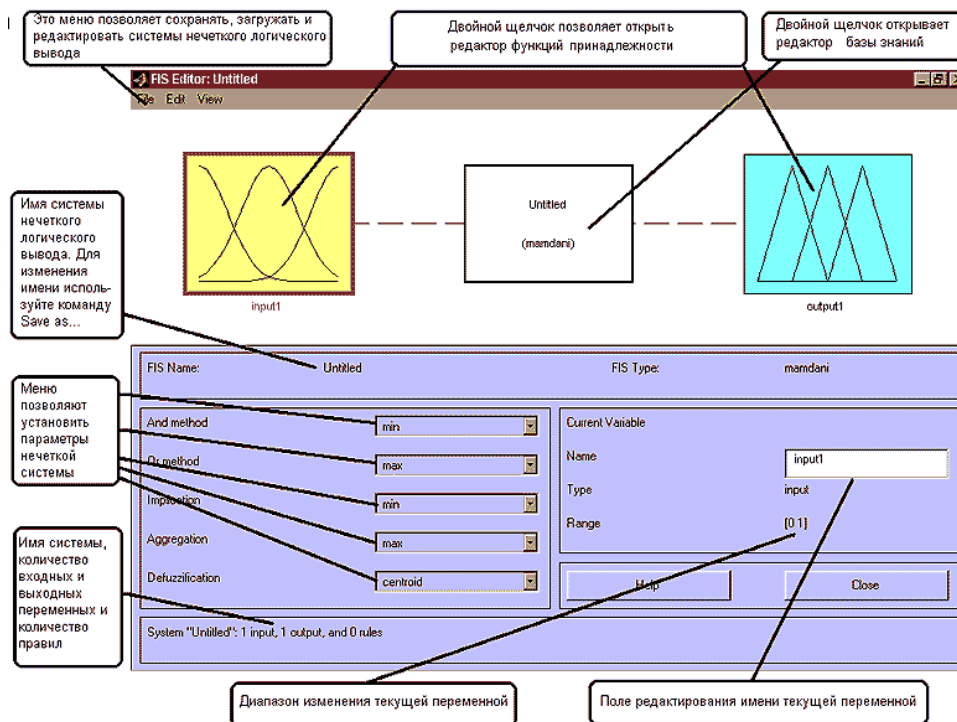 Это меню позволяет сохранять, загружать и
редактировать системы нечеткого логического
вывода
Двойной щелчок позволяет открыть
редактор функций принадлежности
Двойной щелчок открывает
редактор базы знаний
FIS Editor: Untitled
File Edit View
Имя системы
нечеткого
логического
вывода. Для
изменения
имени исполь-
зуйте команду
Save as...
input1
Untitled
(mamdani)
output1
FIS Name:
Untitled
FIS Type:
mamdani
Меню
позволяют
установить
параметры
нечеткой
системы
And method
min
Or method
max
Implication
min
Aggregation
max
Defuzzification
centroid
Current Variable
Name
input1
Type
input
Range
[0 1]
Help
Close
Имя системы,
количество
входных и
выходных
переменных и
количество
правил
System "Untitled": 1 input, 1 output, and 0 rules
Диапазон изменения текущей переменной
Поле редактирования имени текущей переменной